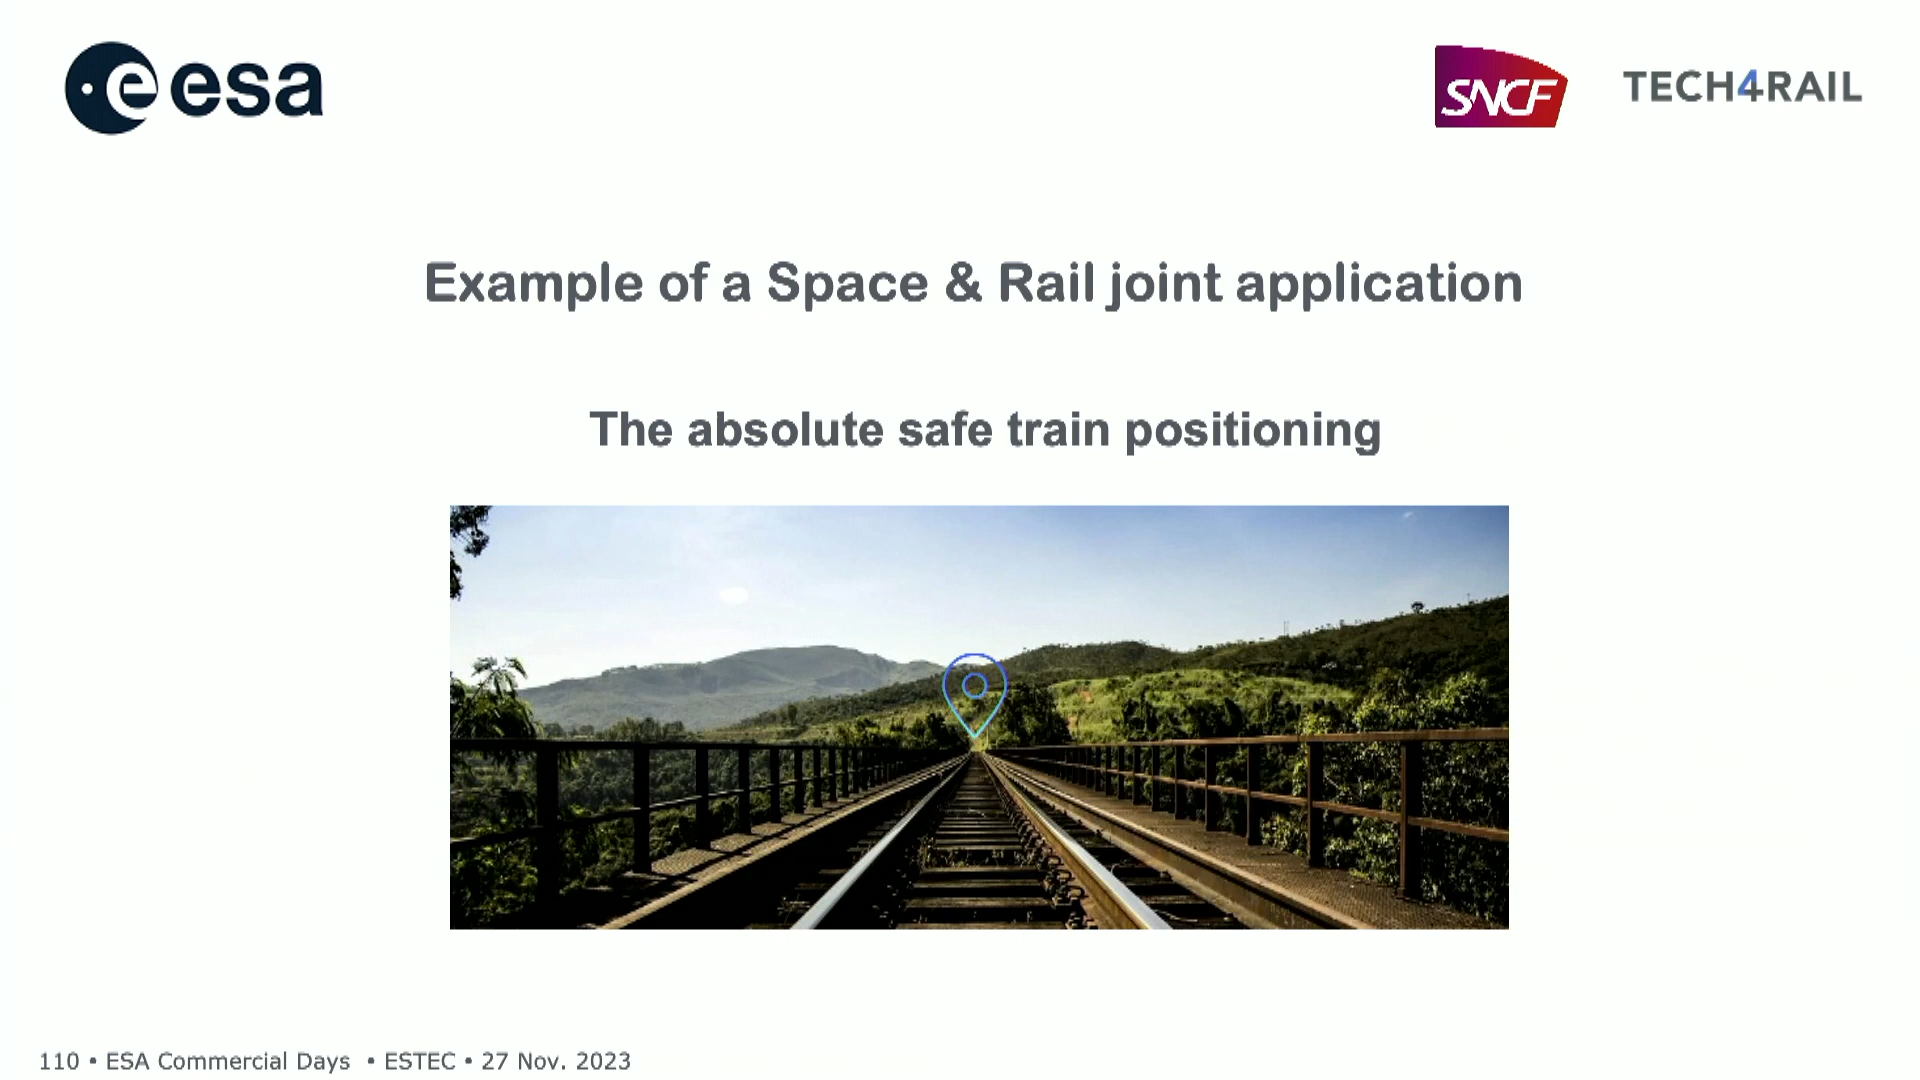 esa
SNCF
TECH4RAIL
Example of a Space & Rail joint application
The absolute safe train positioning
110 • ESA Commercial Days • ESTEC • 27 Nov. 2023